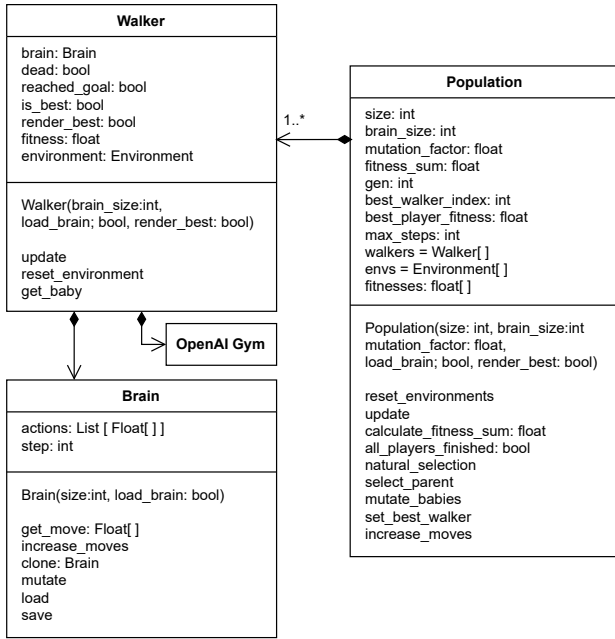 Walker
brain: Brain
dead: bool
reached_goal: bool
is_best: bool
render_best: bool
fitness: float
environment: Environment
Walker(brain_size:int,
load_brain; bool, render_best: bool)
update
reset_environment
get_baby
1..*
Population
size: int
brain_size: int
mutation_factor: float
fitness_sum: float
gen: int
best_walker_index: int
best_player_fitness: float
max_steps: int
walkers = Walker[ ]
envs = Environment[ ]
fitnesses: float[ ]
Population(size: int, brain_size:int
mutation_factor: float,
load_brain; bool, render_best: bool)
reset_environments
update
calculate_fitness_sum: float
all_players_finished: bool
natural_selection
select_parent
mutate_babies
set_best_walker
increase_moves
OpenAI Gym
Brain
actions: List [ Float[ ] ]
step: int
Brain(size:int, load_brain: bool)
get_move: Float[ ]
increase_moves
clone: Brain
mutate
load
save